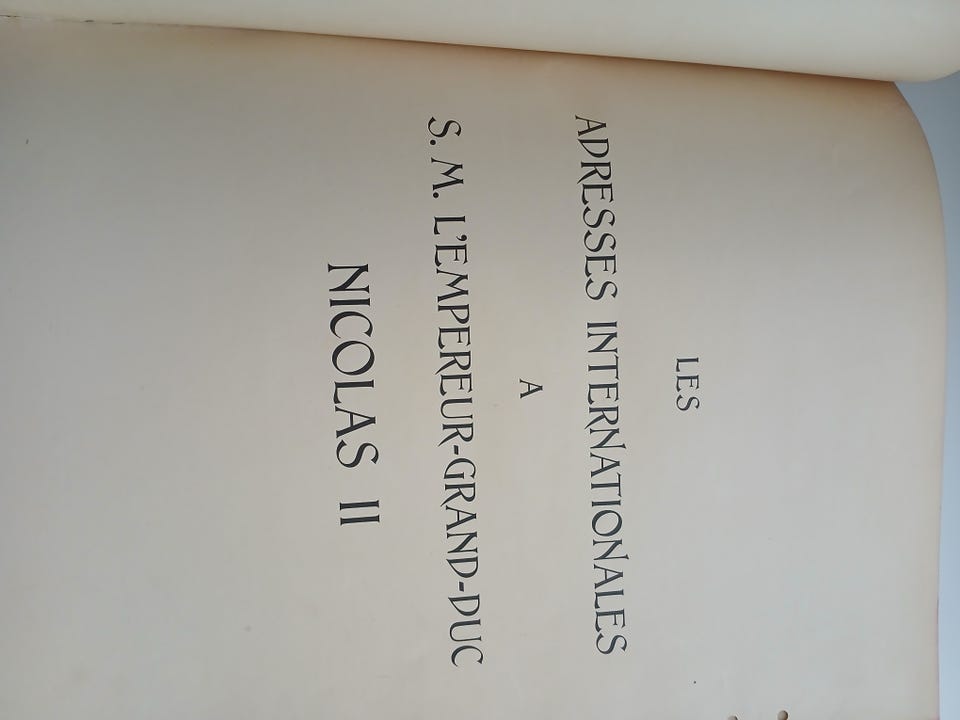 LES
ADRESSES INTERNATIONALES
A
S. M. L'EMPEREUR-GRAND-DUC
NICOLAS II